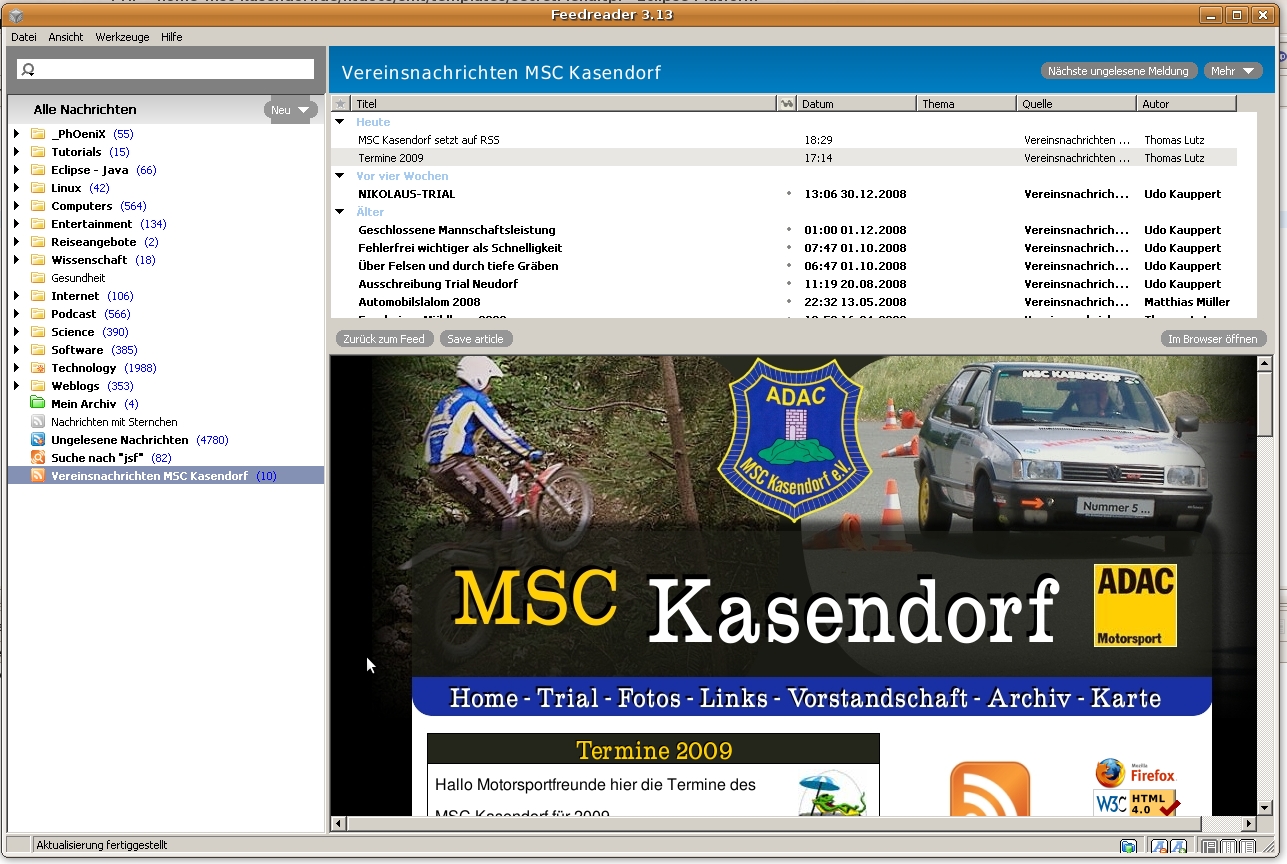 Feedreader 3.13
Datei Ansicht Werkzeuge Hilfe
Vereinsnachrichten MSC Kasendorf
Nächste ungelesene Meldung Mehr
Alle Nachrichten Neu
_PhOeniX (55)
Tutorials (15)
Eclipse - Java (66)
Linux (42)
Computers (564)
Entertainment (134)
Reiseangebote (2)
Wissenschaft (18)
Gesundheit
Internet (106)
Podcast (566)
Science (390)
Software (385)
Technology (1988)
Weblogs (353)
Mein Archiv (4)
Nachrichten mit Sternchen
Ungelesene Nachrichten (4780)
Suche nach "jsf" (82)
Vereinsnachrichten MSC Kasendorf (10)
Titel Datum Thema Quelle Autor
Heute
MSC Kasendorf setzt auf RSS 18:29 Vereinsnachrichten ... Thomas Lutz
Termine 2009 17:14 Vereinsnachrichten ... Thomas Lutz
Vor vier Wochen
NIKOLAUS-TRIAL 13:06 30.12.2008 Vereinsnachrich... Udo Kauppert
Älter
Geschlossene Mannschaftsleistung 01:00 01.12.2008 Vereinsnachrich... Udo Kauppert
Fehlerfrei wichtiger als Schnelligkeit 07:47 01.10.2008 Vereinsnachrich... Udo Kauppert
Über Felsen und durch tiefe Gräben 06:47 01.10.2008 Vereinsnachrich... Udo Kauppert
Ausschreibung Trial Neudorf 11:19 20.08.2008 Vereinsnachrich... Udo Kauppert
Automobilslalom 2008 22:32 13.05.2008 Vereinsnachrich... Matthias Müller
Zurück zum Feed Save article Im Browser öffnen
ADAC
MSC Kasendorf e.V.
MSC KASENDORF
Nummer 5 ...
MSC Kasendorf
ADAC
Motorsport
Home - Trial - Fotos - Links - Vorstandschaft - Archiv - Karte
Termine 2009
Hallo Motorsportfreunde hier die Termine des
MSC Kasendorf für 2009
Mozilla
Firefox
W3C HTML
4.0
Aktualisierung fertiggestellt